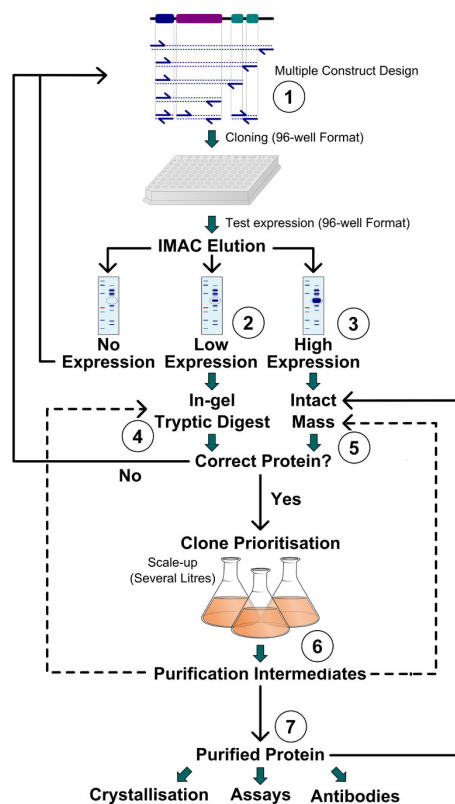 Multiple Construct Design
1
Cloning (96-well Format)
Test expression (96-well Format)
IMAC Elution
2
3
No
Expression
Low
Expression
High
Expression
In-gel
Tryptic Digest
Intact
Mass
4
5
Correct Protein?
No
Yes
Clone Prioritisation
Scale-up
(Several Litres)
6
Purification Intermediates
7
Purified Protein
Crystallisation
Assays
Antibodies